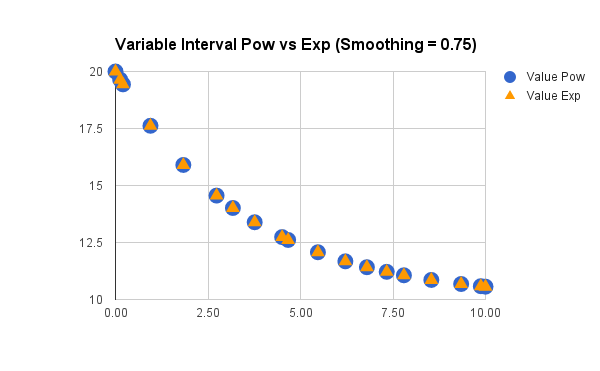 Variable Interval Pow vs Exp (Smoothing = 0.75)
20
17.5
15
12.5
10
0.00 2.50 5.00 7.50 10.00
Value Pow
Value Exp